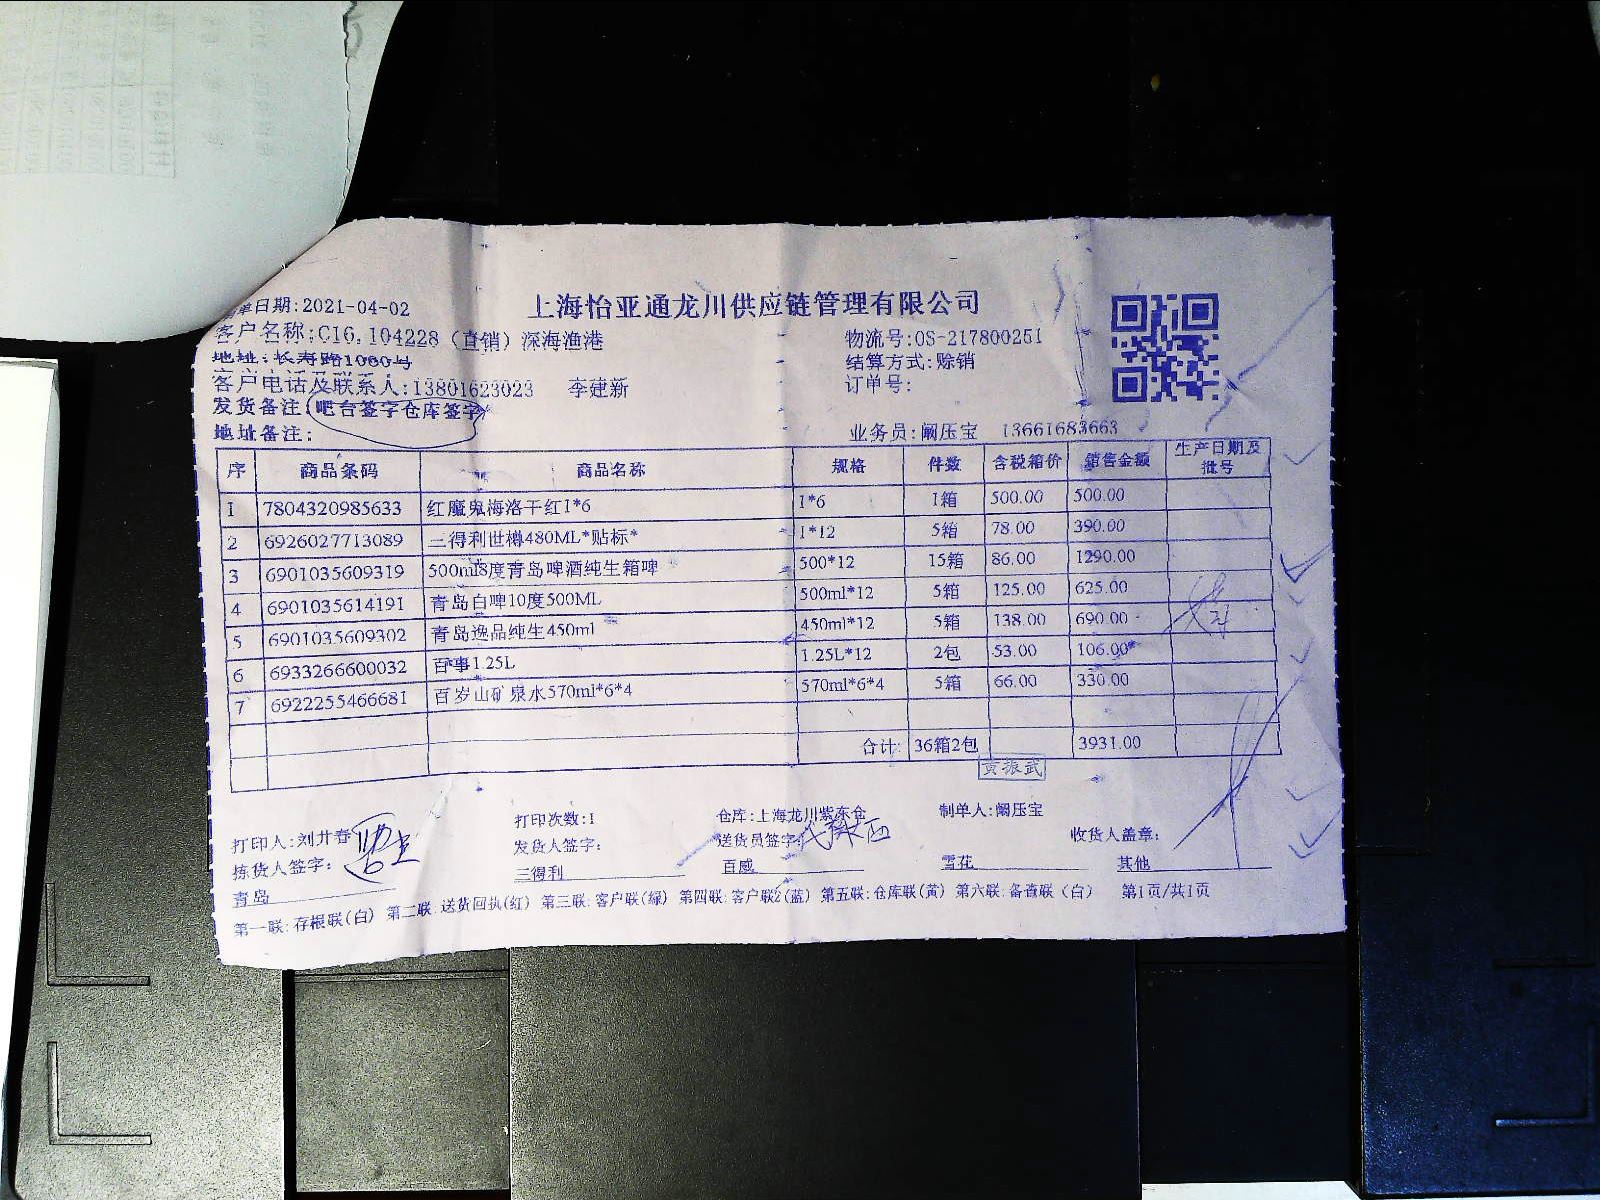 单日期:2021-04-02
上海怡亚通龙川供应链管理有限公司
客户名称:C16.104228（直销）深海渔港
物流号:OS-217800251
地址:长寿路1080号
结算方式:赊销
客户电话及联系人:13801623023 李建新
订单号:
发货备注:吧台签字仓库签字
地址备注:
业务员:阚压宝 13661683663
序 商品条码 商品名称 规格 件数 含税箱价 销售金额 生产日期及批号
1 7804320985633 红魔鬼梅洛干红1*6 1*6 1箱 500.00 500.00
2 6926027713089 三得利世樽480ML*贴标* 1*12 5箱 78.00 390.00
3 6901035609319 500ml8度青岛啤酒纯生箱啤 500*12 15箱 86.00 1290.00
4 6901035614191 青岛白啤10度500ML 500ml*12 5箱 125.00 625.00
5 6901035609302 青岛逸品纯生450ml 450ml*12 5箱 138.00 690.00
6 6933266600032 百事1.25L 1.25L*12 2包 53.00 106.00
7 6922255466681 百岁山矿泉水570ml*6*4 570ml*6*4 5箱 66.00 330.00
合计: 36箱2包 3931.00
黄振武
打印人:刘廾春 打印次数:1 仓库:上海龙川紫东仓 制单人:阚压宝
拣货人签字: 发货人签字: 送货员签字: 收货人盖章:
青岛 三得利 百威 雪花 其他
第一联:存根联(白) 第二联:送货回执(红) 第三联:客户联(绿) 第四联:客户联2(蓝) 第五联:仓库联(黄) 第六联:备查联（白） 第1页/共1页